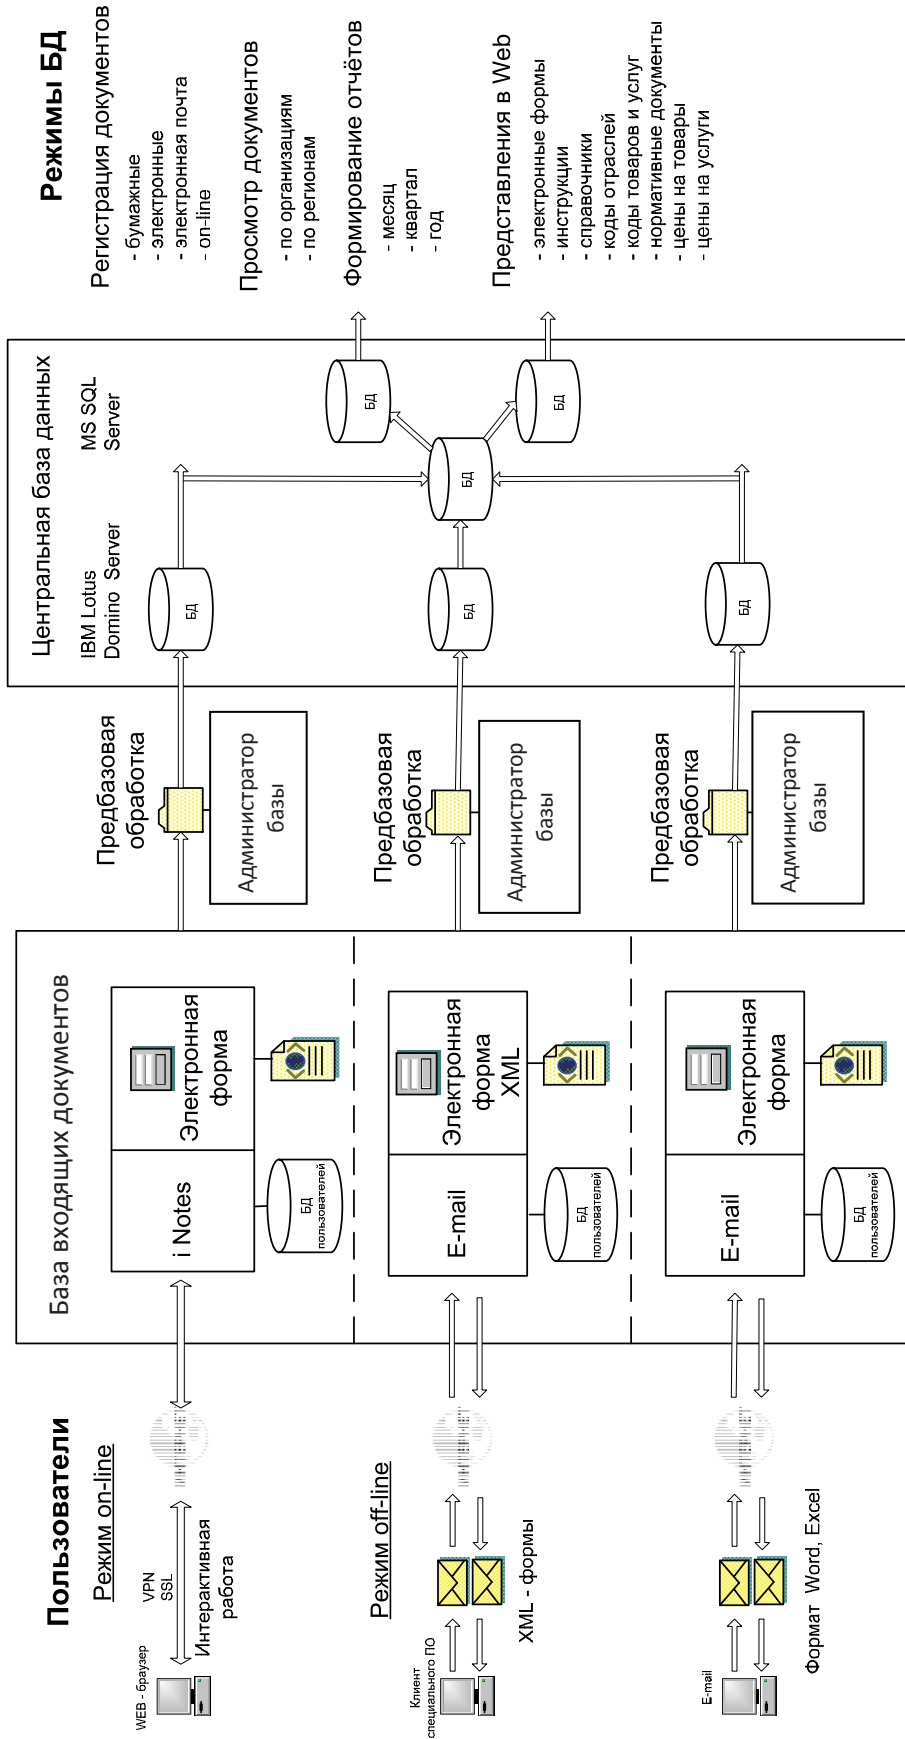 Пользователи
Режим on-line
WEB - браузер
VPN
SSL
Интерактивная
работа
Режим off-line
Клиент
специального ПО
XML - формы
E-mail
Формат Word, Excel
База входящих документов
i Notes
Электронная
форма
БД
пользователей
E-mail
Электронная
форма
XML
БД
пользователей
E-mail
Электронная
форма
БД
пользователей
Предбазовая
обработка
Администратор
базы
Предбазовая
обработка
Администратор
базы
Предбазовая
обработка
Администратор
базы
Центральная база данных
IBM Lotus
Domino Server
MS SQL
Server
БД
БД
БД
БД
БД
БД
Режимы БД
Регистрация документов
- бумажные
- электронные
- электронная почта
- on-line
Просмотр документов
- по организациям
- по регионам
Формирование отчётов
- месяц
- квартал
- год
Представления в Web
- электронные формы
- инструкции
- справочники
- коды отраслей
- коды товаров и услуг
- нормативные документы
- цены на товары
- цены на услуги